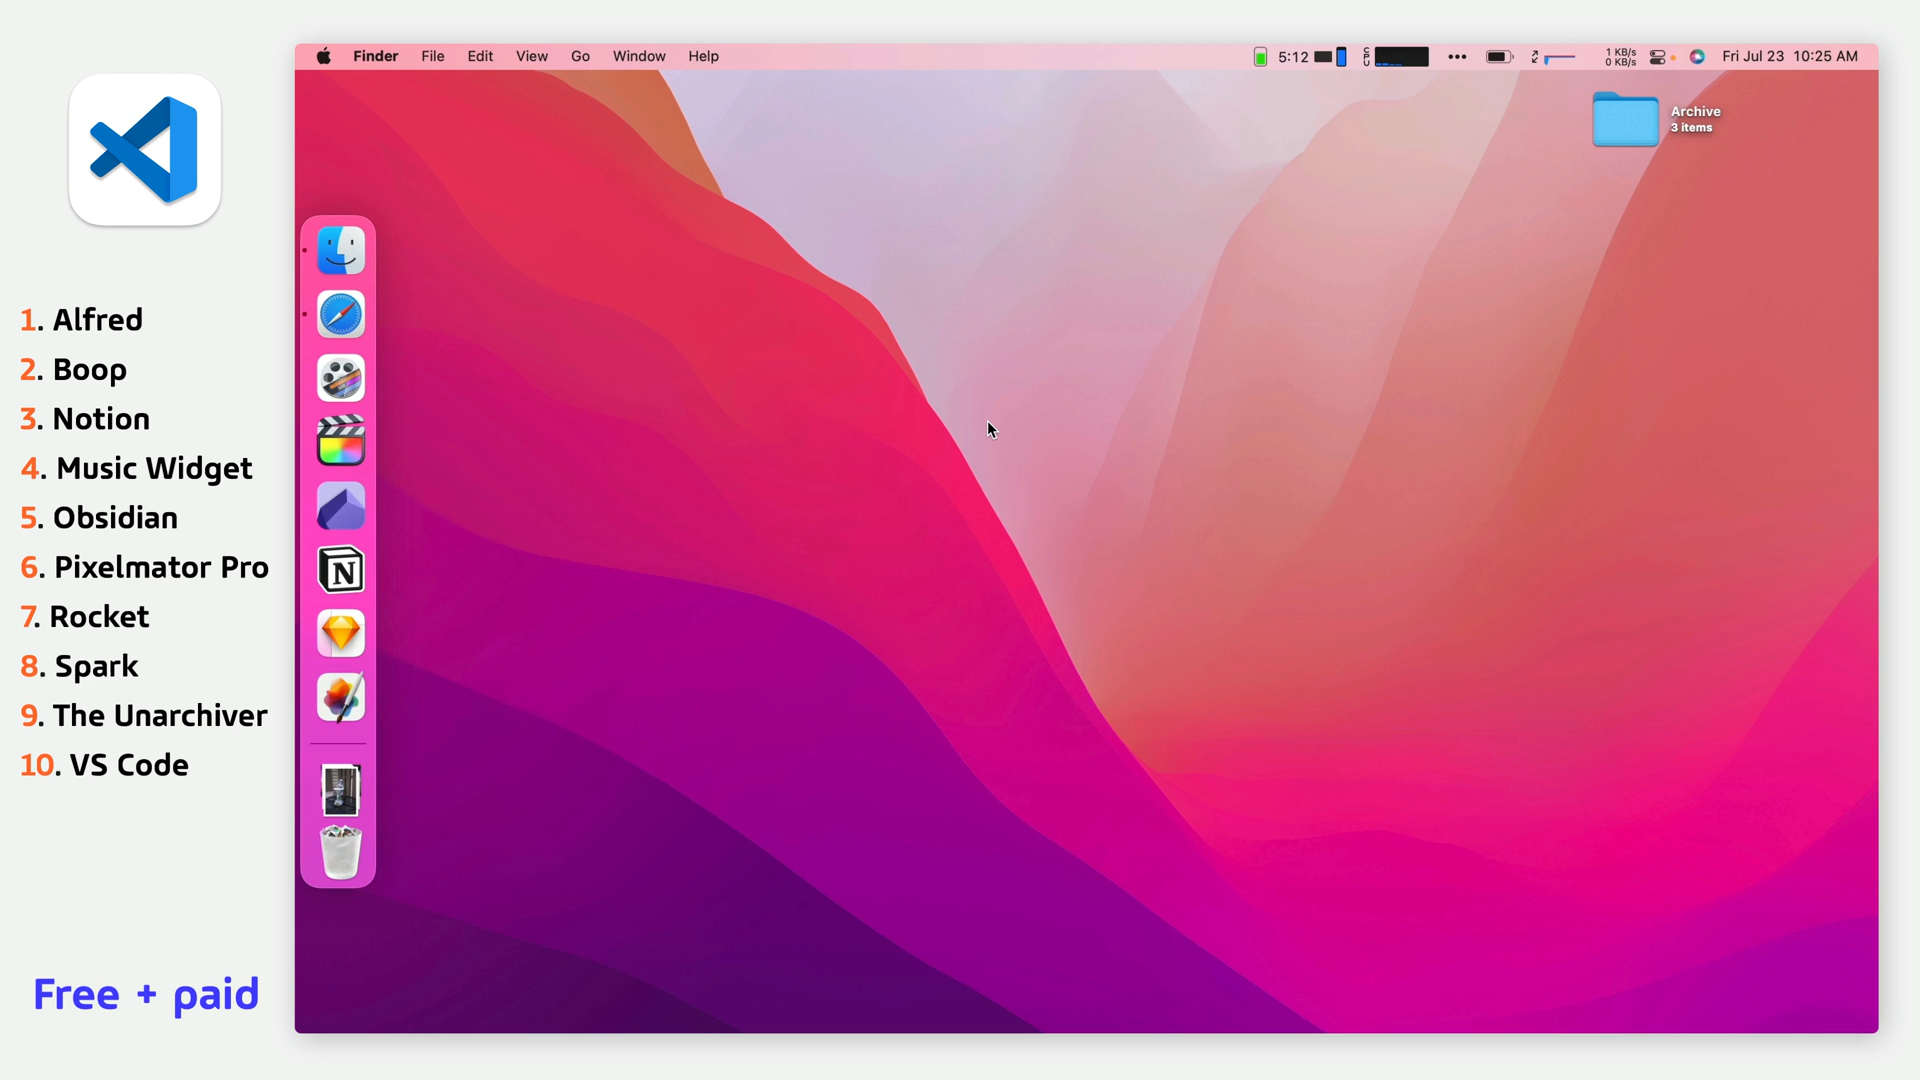 Finder File Edit View Go Window Help 5:12 CPU 1 KB/s 0 KB/s Fri Jul 23 10:25 AM
Archive
3 items
1. Alfred
2. Boop
3. Notion
4. Music Widget
5. Obsidian
6. Pixelmator Pro
7. Rocket
8. Spark
9. The Unarchiver
10. VS Code
Free + paid
N